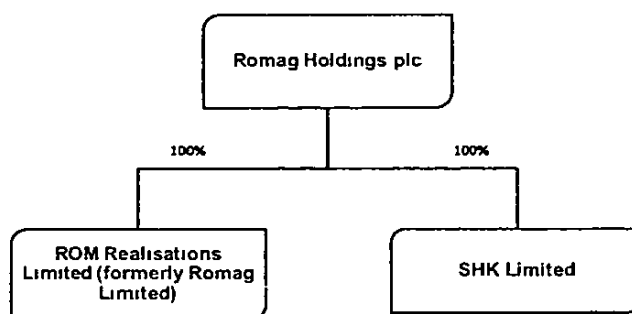 Romag Holdings plc
100%
100%
ROM Realisations
Limited (formerly Romag
Limited)
SHK Limited